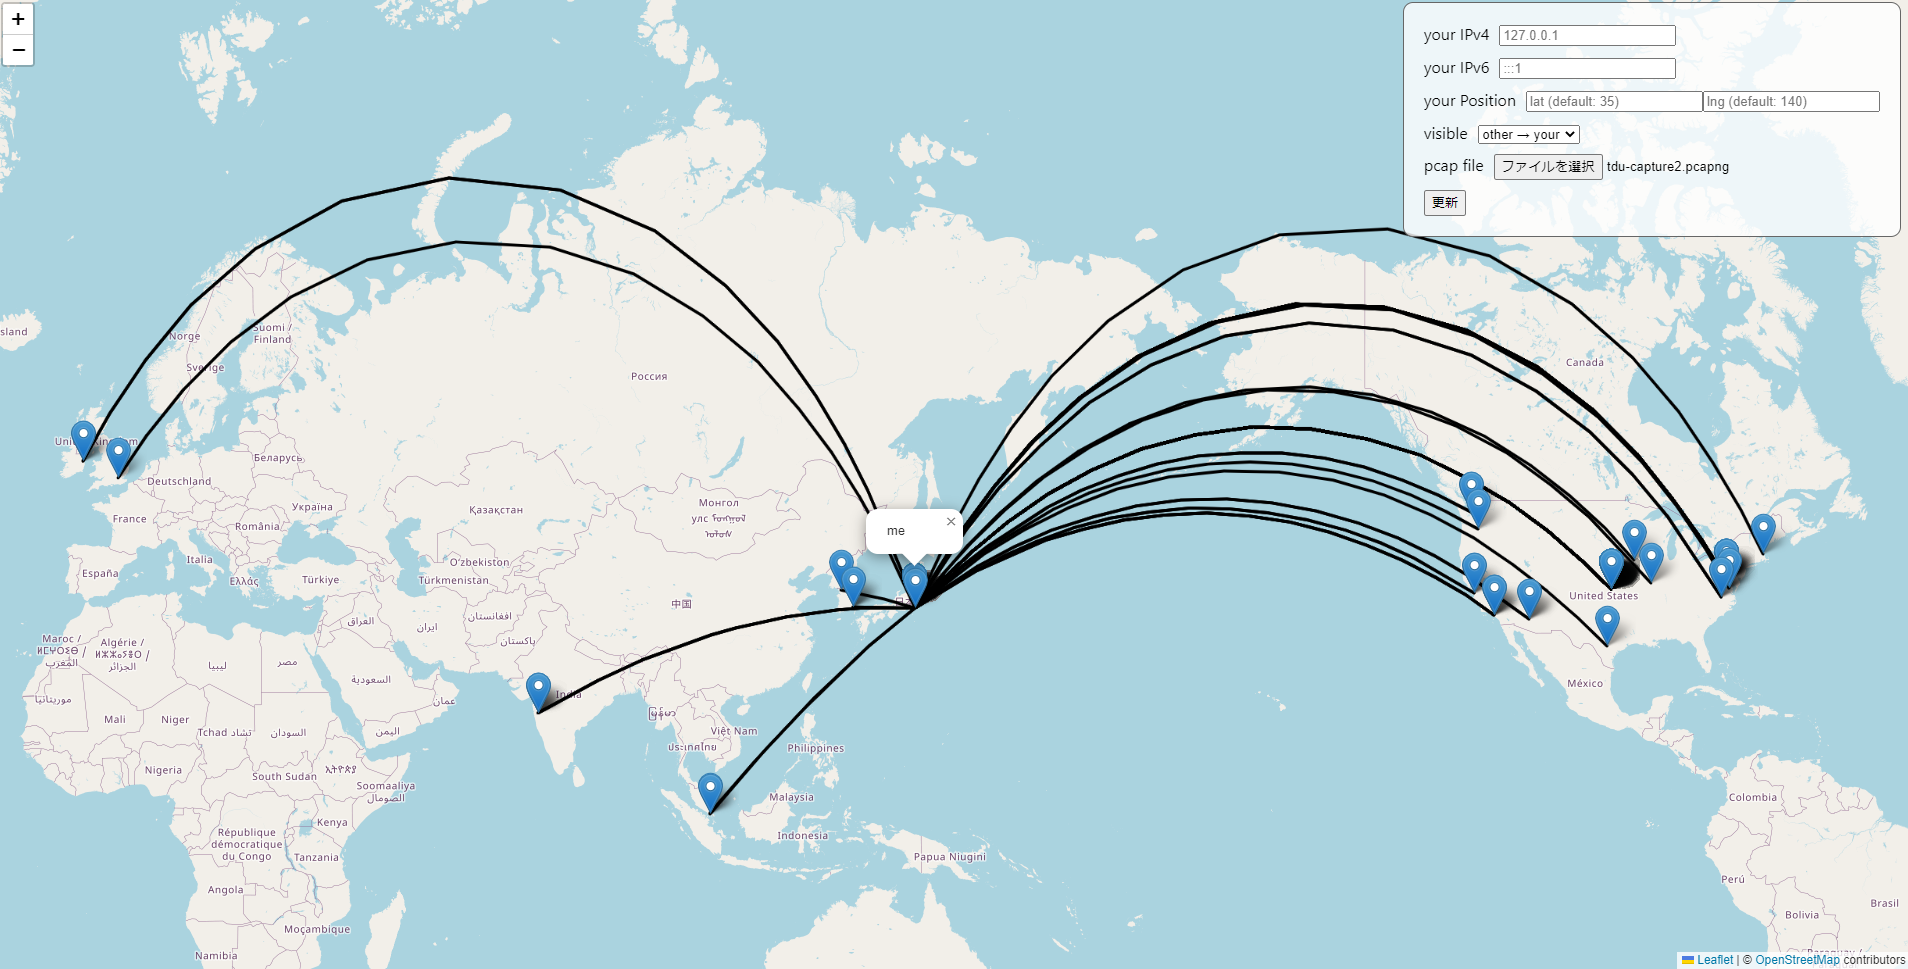 +
−
your IPv4 127.0.0.1
your IPv6 :::1
your Position lat (default: 35) lng (default: 140)
visible other → your
pcap file ファイルを選択 tdu-capture2.pcapng
更新
Norge
Suomi /
Finland
Sverige
Россия
Canada
Беларусь
Deutschland
Україна
France
România
Қазақстан
Монгол
улс
me
×
Italia
España
Ελλάς
Türkiye
Oʻzbekiston
Türkmenistan
中国
United States
افغانستان
العراق
ایران
پاکستان
Maroc /
ⵍⵎⵖⵔⵉⴱ /
المغرب
Algérie /
الجزائر
ليبيا
مصر
السعودية
موريتانيا
عمان
India
México
Mali
Niger
Tchad تشاد
السودان
اليمن
Việt Nam
ประเทศไทย
Philippines
Nigeria
South Sudan
ኢትዮጵያ
Soomaaliya
الصومال
Malaysia
Colombia
Kenya
République
démocratique
du Congo
Tanzania
Indonesia
Papua Niugini
Angola
Perú
Brasil
Bolivia
Moçambique
Namibia
Leaflet | © OpenStreetMap contributors